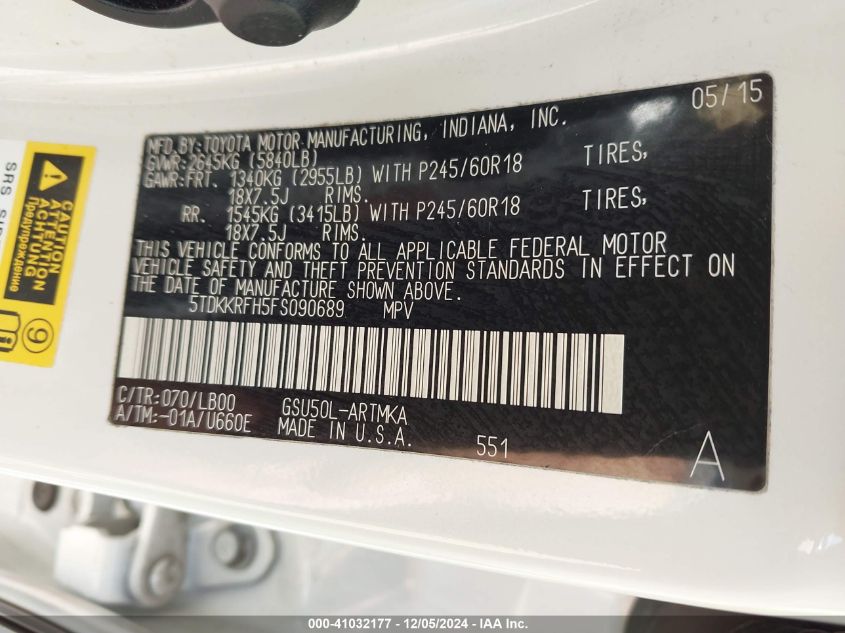 05/15
MFD. BY: TOYOTA MOTOR MANUFACTURING, INDIANA, INC.
GVWR: 2645KG (5840LB)
GAWR: FRT. 1340KG (2955LB) WITH P245/60R18 TIRES,
18X7.5J RIMS.
RR. 1545KG (3415LB) WITH P245/60R18 TIRES,
18X7.5J RIMS.
THIS VEHICLE CONFORMS TO ALL APPLICABLE FEDERAL MOTOR
VEHICLE SAFETY AND THEFT PREVENTION STANDARDS IN EFFECT ON
THE DATE OF MANUFACTURE SHOWN ABOVE.
5TDKKRFH5FS090689 MPV
C/TR: 070/LB00 GSU50L-ARTMKA
A/TM:-01A/U660E MADE IN U.S.A.
551
A
CAUTION
ATTENTION
ACHTUNG
Предупреждение
9
SRS
000-41032177 - 12/05/2024 - IAA Inc.